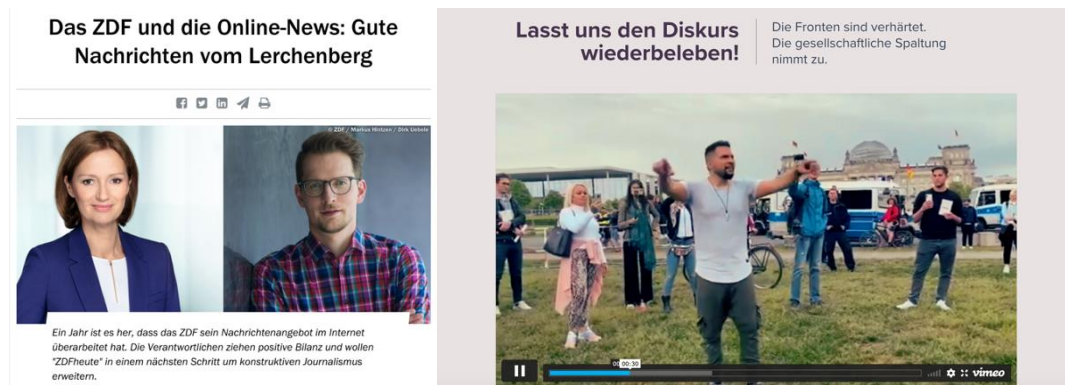 Das ZDF und die Online-News: Gute
Nachrichten vom Lerchenberg
© ZDF / Markus Hintzen / Dirk Uebele
Ein Jahr ist es her, dass das ZDF sein Nachrichtenangebot im Internet
überarbeitet hat. Die Verantwortlichen ziehen positive Bilanz und wollen
"ZDFheute" in einem nächsten Schritt um konstruktiven Journalismus
erweitern.
Lasst uns den Diskurs
wiederbeleben!
Die Fronten sind verhärtet.
Die gesellschaftliche Spaltung
nimmt zu.
00:30
vimeo